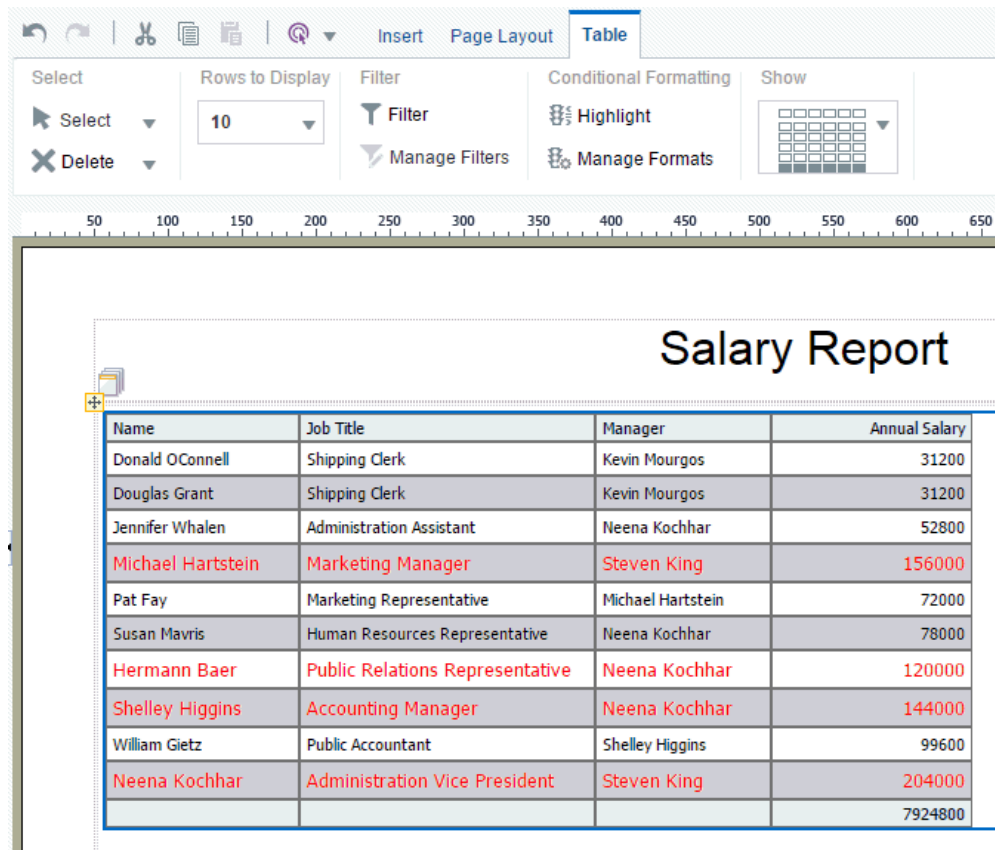 Insert Page Layout Table
Select Rows to Display Filter Conditional Formatting Show
Select 10 Filter Highlight
Delete Manage Filters Manage Formats
50 100 150 200 250 300 350 400 450 500 550 600 650
Salary Report
Name Job Title Manager Annual Salary
Donald OConnell Shipping Clerk Kevin Mourgos 31200
Douglas Grant Shipping Clerk Kevin Mourgos 31200
Jennifer Whalen Administration Assistant Neena Kochhar 52800
Michael Hartstein Marketing Manager Steven King 156000
Pat Fay Marketing Representative Michael Hartstein 72000
Susan Mavris Human Resources Representative Neena Kochhar 78000
Hermann Baer Public Relations Representative Neena Kochhar 120000
Shelley Higgins Accounting Manager Neena Kochhar 144000
William Gietz Public Accountant Shelley Higgins 99600
Neena Kochhar Administration Vice President Steven King 204000
7924800